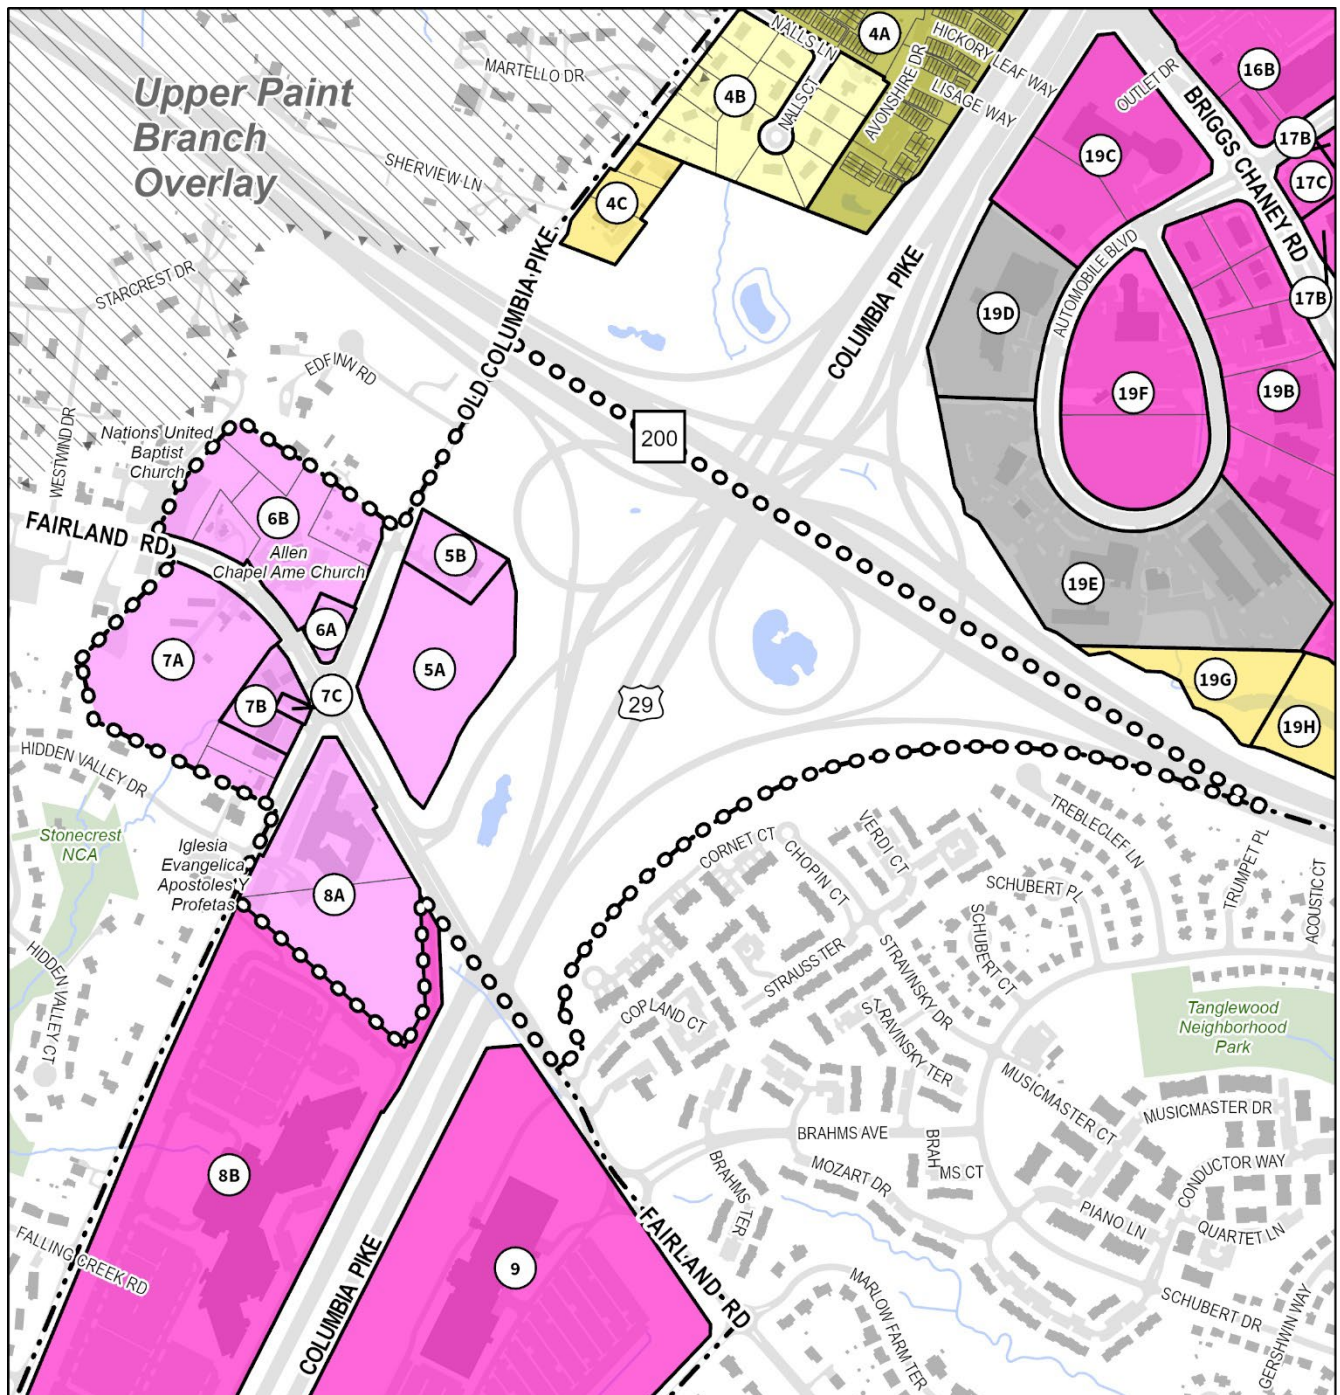 NALLS LN
4A
HICKORY LEAF WAY
MARTELLO DR
AVONSHIRE DR
LISAGE WAY
OUTLET DR
16B
Upper Paint
Branch
Overlay
4B
NALLS CT
BRIGGS CHANEY RD
17B
SHERVIEW LN
19C
17C
4C
STARCREST DR
OLD COLUMBIA PIKE
COLUMBIA PIKE
AUTOMOBILE BLVD
19D
17B
EDFINN RD
19F
19B
WESTWIND DR
Nations United
Baptist
Church
200
FAIRLAND RD
6B
Allen
Chapel Ame Church
5B
19E
6A
7A
5A
7B
7C
29
19G
19H
HIDDEN VALLEY DR
Stonecrest
NCA
Iglesia
Evangelica
Apostoles Y
Profetas
8A
CORNET CT
CHOPIN CT
VERDI CT
TREBLECLEF LN
TRUMPET PL
ACOUSTIC CT
SCHUBERT PL
SCHUBERT CT
STRAUSS TER
STRAVINSKY DR
HIDDEN VALLEY CT
COPLAND CT
STRAVINSKY TER
Tanglewood
Neighborhood
Park
MUSICMASTER CT
MUSICMASTER DR
BRAHMS AVE
BRAHMS CT
8B
BRAHMS TER
MOZART DR
CONDUCTOR WAY
PIANO LN
QUARTET LN
FALLING CREEK RD
COLUMBIA PIKE
9
FAIRLAND RD
MARLOW FARM TER
SCHUBERT DR
GERSHWIN WAY